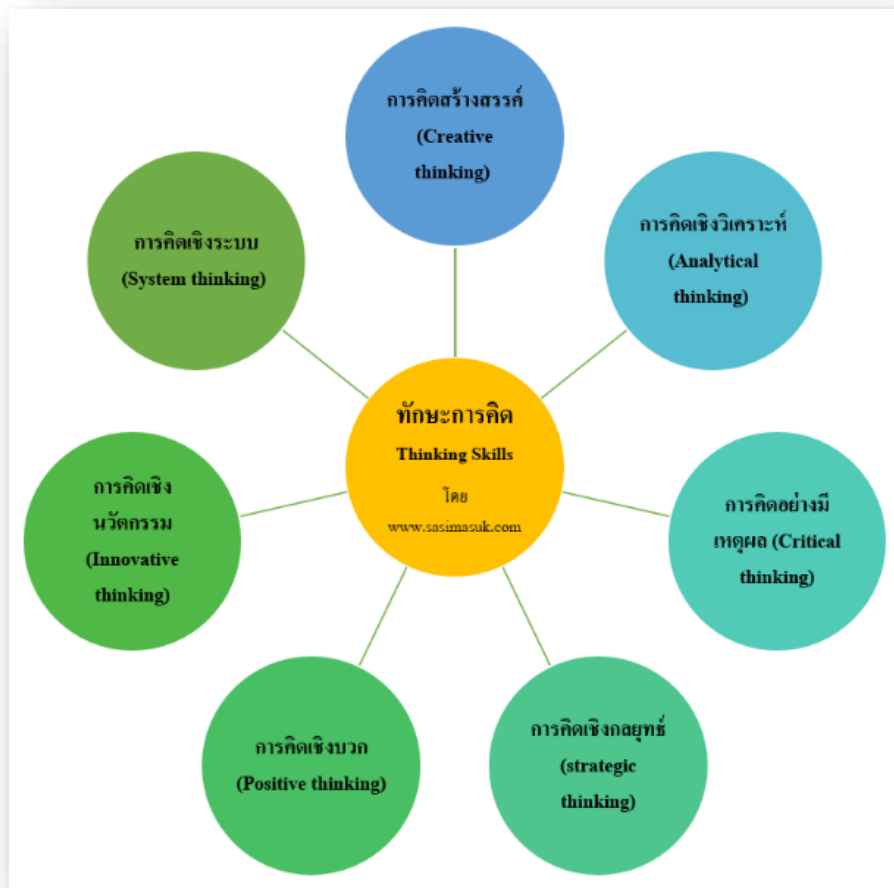 การคิดสร้างสรรค์
(Creative
thinking)
การคิดเชิงวิเคราะห์
(Analytical
thinking)
การคิดเชิงระบบ
(System thinking)
ทักษะการคิด
Thinking Skills
โดย
www.sasimasuk.com
การคิดอย่างมี
เหตุผล (Critical
thinking)
การคิดเชิง
นวัตกรรม
(Innovative
thinking)
การคิดเชิงกลยุทธ์
(strategic
thinking)
การคิดเชิงบวก
(Positive thinking)